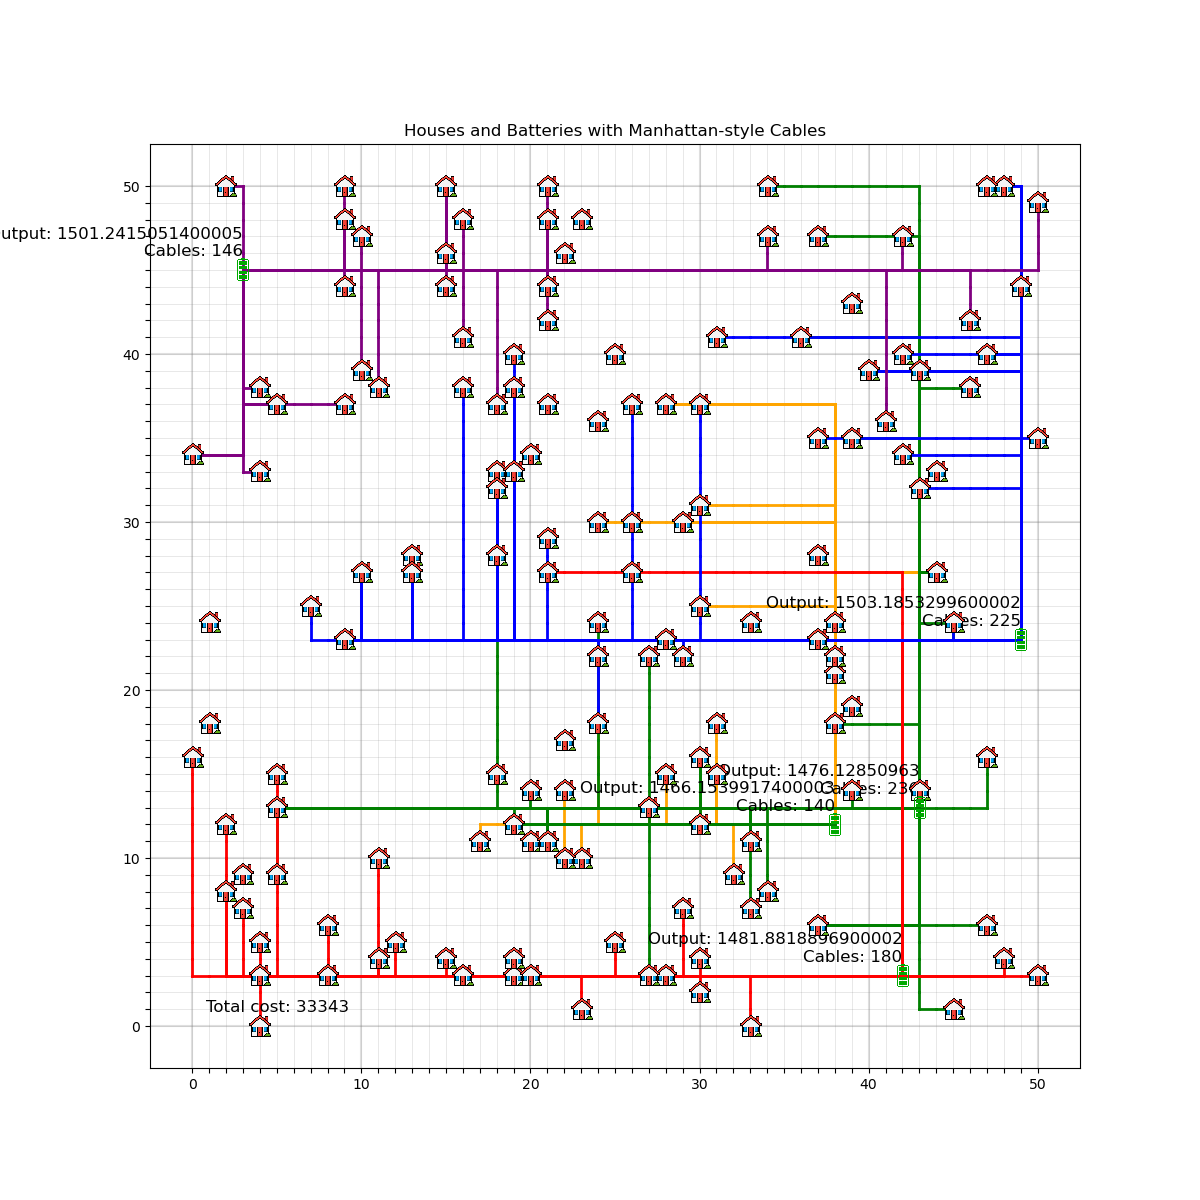 Houses and Batteries with Manhattan-style Cables
50
utput: 1501.2415051400005
Cables: 146
40
30
Output: 1503.1853299600002
Cables: 225
20
Output: 1476.12850963
Output: 1466.1539917400003
Cables: 140
10
Output: 1481.8818896900002
Cables: 180
Total cost: 33343
0
0 10 20 30 40 50